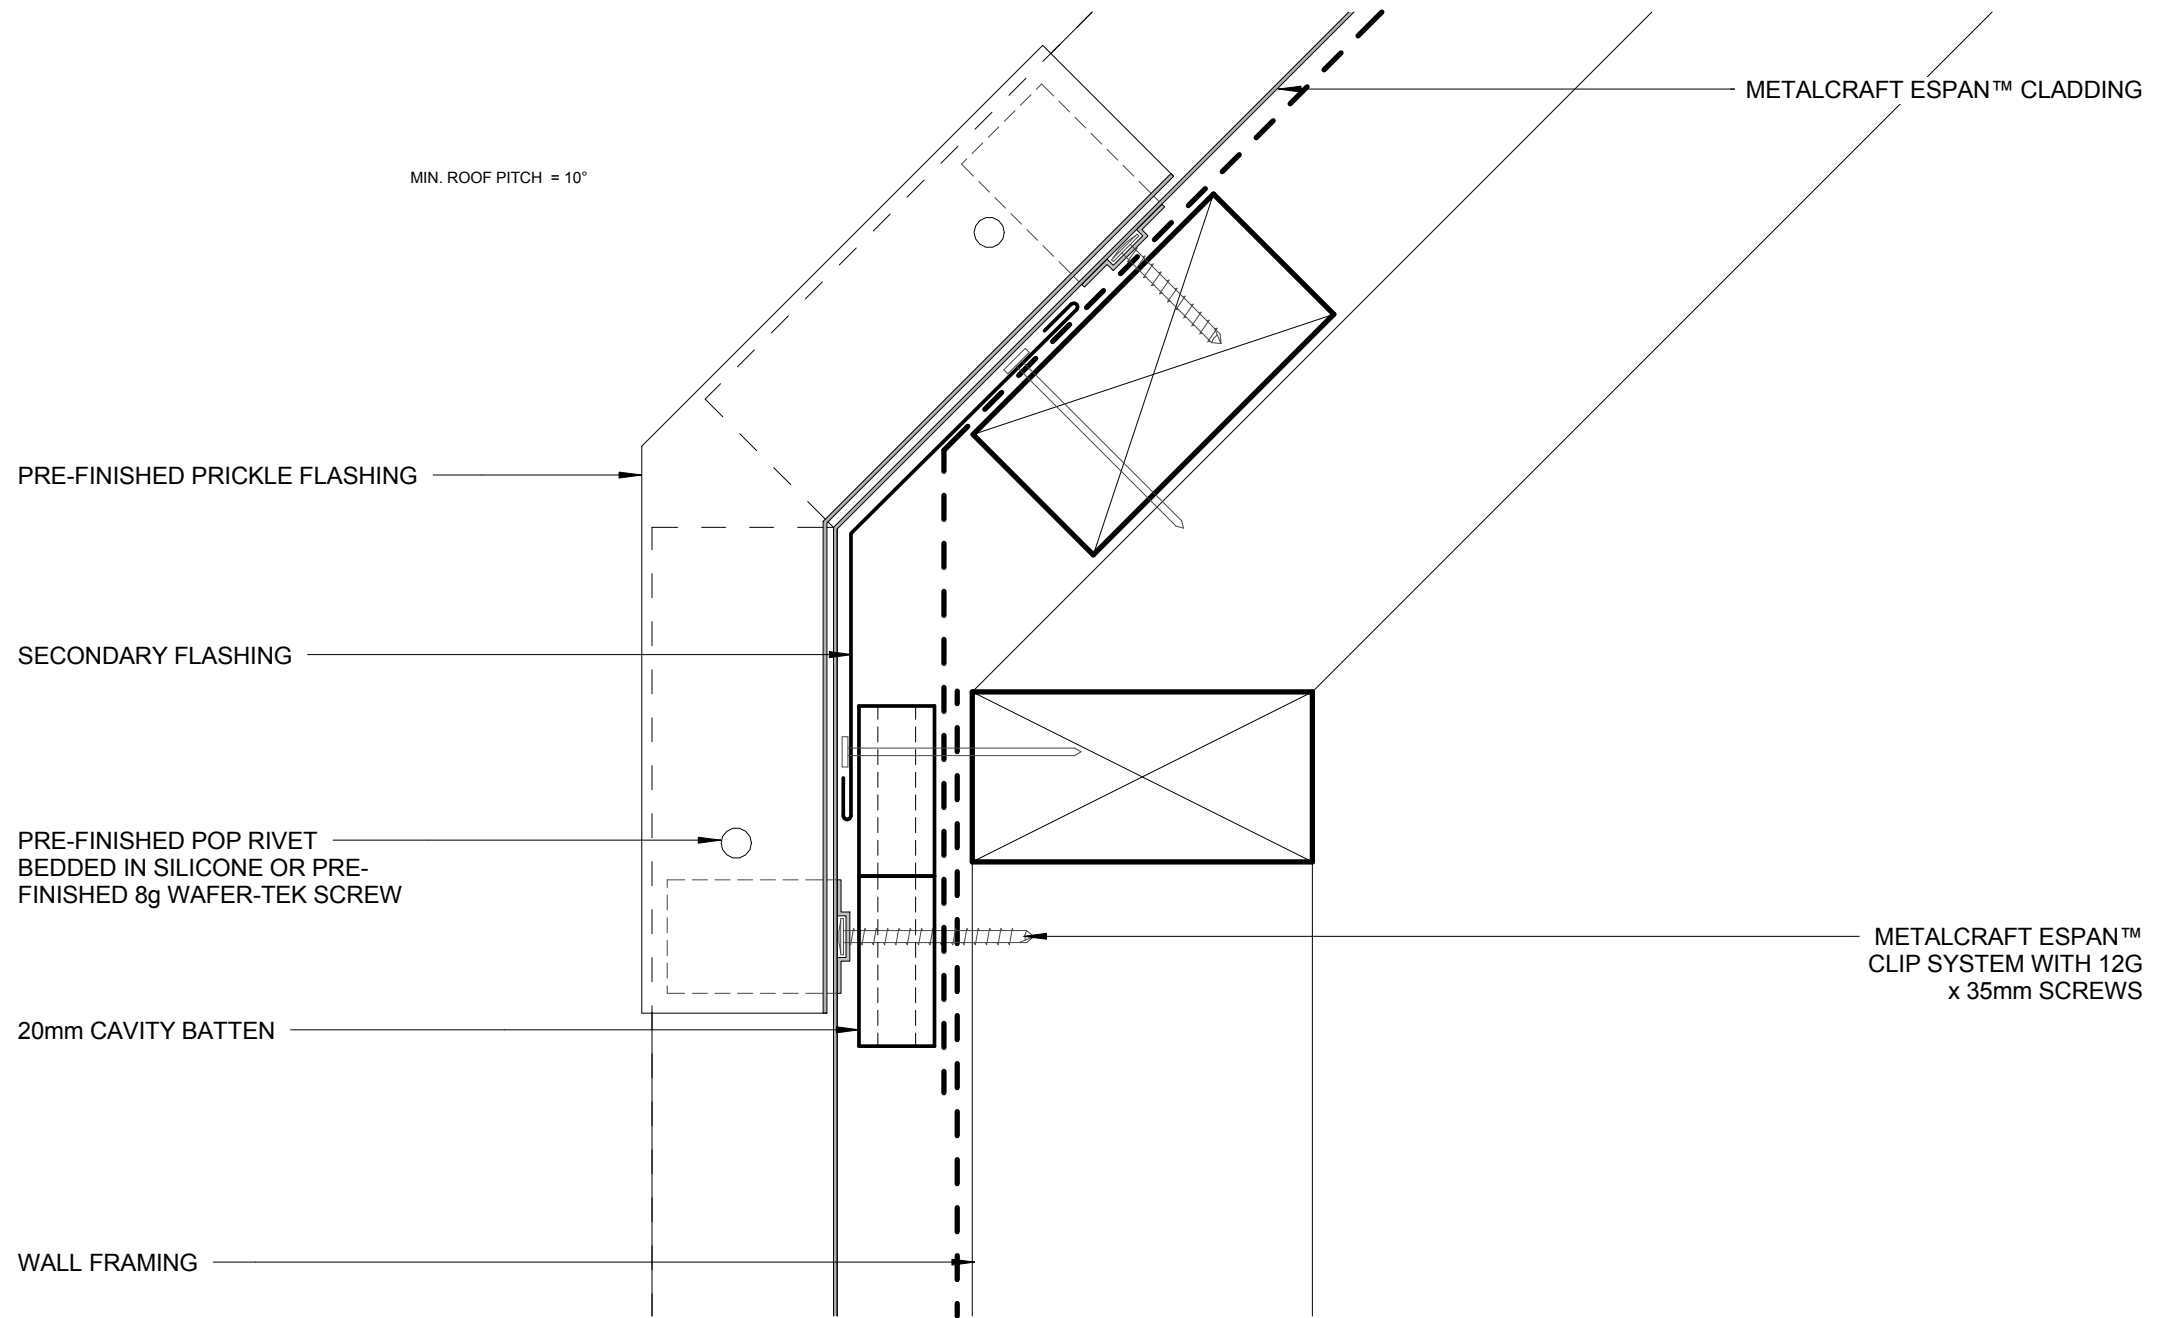 METALCRAFT ESPAN™ CLADDING
MIN. ROOF PITCH = 10°
PRE-FINISHED PRICKLE FLASHING
SECONDARY FLASHING
PRE-FINISHED POP RIVET
BEDDED IN SILICONE OR PRE-
FINISHED 8g WAFER-TEK SCREW
METALCRAFT ESPAN™
CLIP SYSTEM WITH 12G
x 35mm SCREWS
20mm CAVITY BATTEN
WALL FRAMING